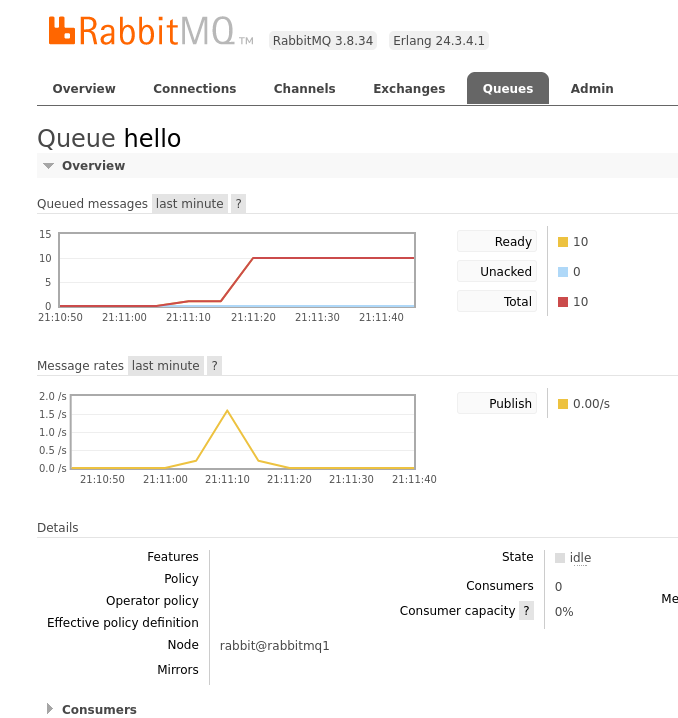 RabbitMQ TM RabbitMQ 3.8.34 Erlang 24.3.4.1
Overview Connections Channels Exchanges Queues Admin
Queue hello
Overview
Queued messages last minute ?
15
10
5
0
21:10:50 21:11:00 21:11:10 21:11:20 21:11:30 21:11:40
Ready 10
Unacked 0
Total 10
Message rates last minute ?
2.0 /s
1.5 /s
1.0 /s
0.5 /s
0.0 /s
21:10:50 21:11:00 21:11:10 21:11:20 21:11:30 21:11:40
Publish 0.00/s
Details
Features
Policy
Operator policy
Effective policy definition
Node rabbit@rabbitmq1
Mirrors
State idle
Consumers 0
Consumer capacity ? 0%
Me
Consumers